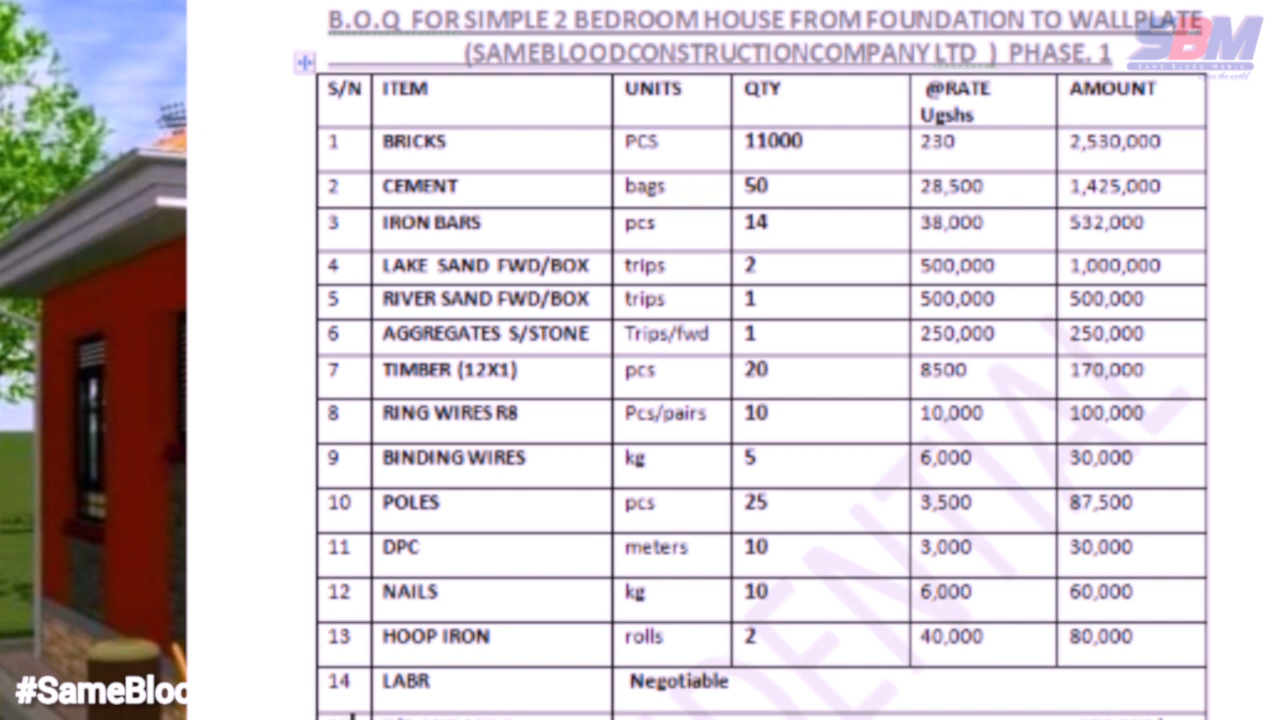 B.O.Q FOR SIMPLE 2 BEDROOM HOUSE FROM FOUNDATION TO WALLPLATE
(SAMEBLOODCONSTRUCTIONCOMPANY LTD ) PHASE. 1
SBM
SAME BLOOD MEDIA
S/N ITEM UNITS QTY @RATE Ugshs AMOUNT
1 BRICKS PCS 11000 230 2,530,000
2 CEMENT bags 50 28,500 1,425,000
3 IRON BARS pcs 14 38,000 532,000
4 LAKE SAND FWD/BOX trips 2 500,000 1,000,000
5 RIVER SAND FWD/BOX trips 1 500,000 500,000
6 AGGREGATES S/STONE Trips/fwd 1 250,000 250,000
7 TIMBER (12X1) pcs 20 8500 170,000
8 RING WIRES R8 Pcs/pairs 10 10,000 100,000
9 BINDING WIRES kg 5 6,000 30,000
10 POLES pcs 25 3,500 87,500
11 DPC meters 10 3,000 30,000
12 NAILS kg 10 6,000 60,000
13 HOOP IRON rolls 2 40,000 80,000
14 LABR Negotiable
DENTIAL
#SameBloo